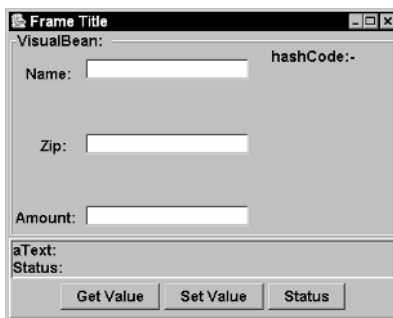 Frame Title
VisualBean:
hashCode:-
Name:
Zip:
Amount:
aText:
Status:
Get Value Set Value Status